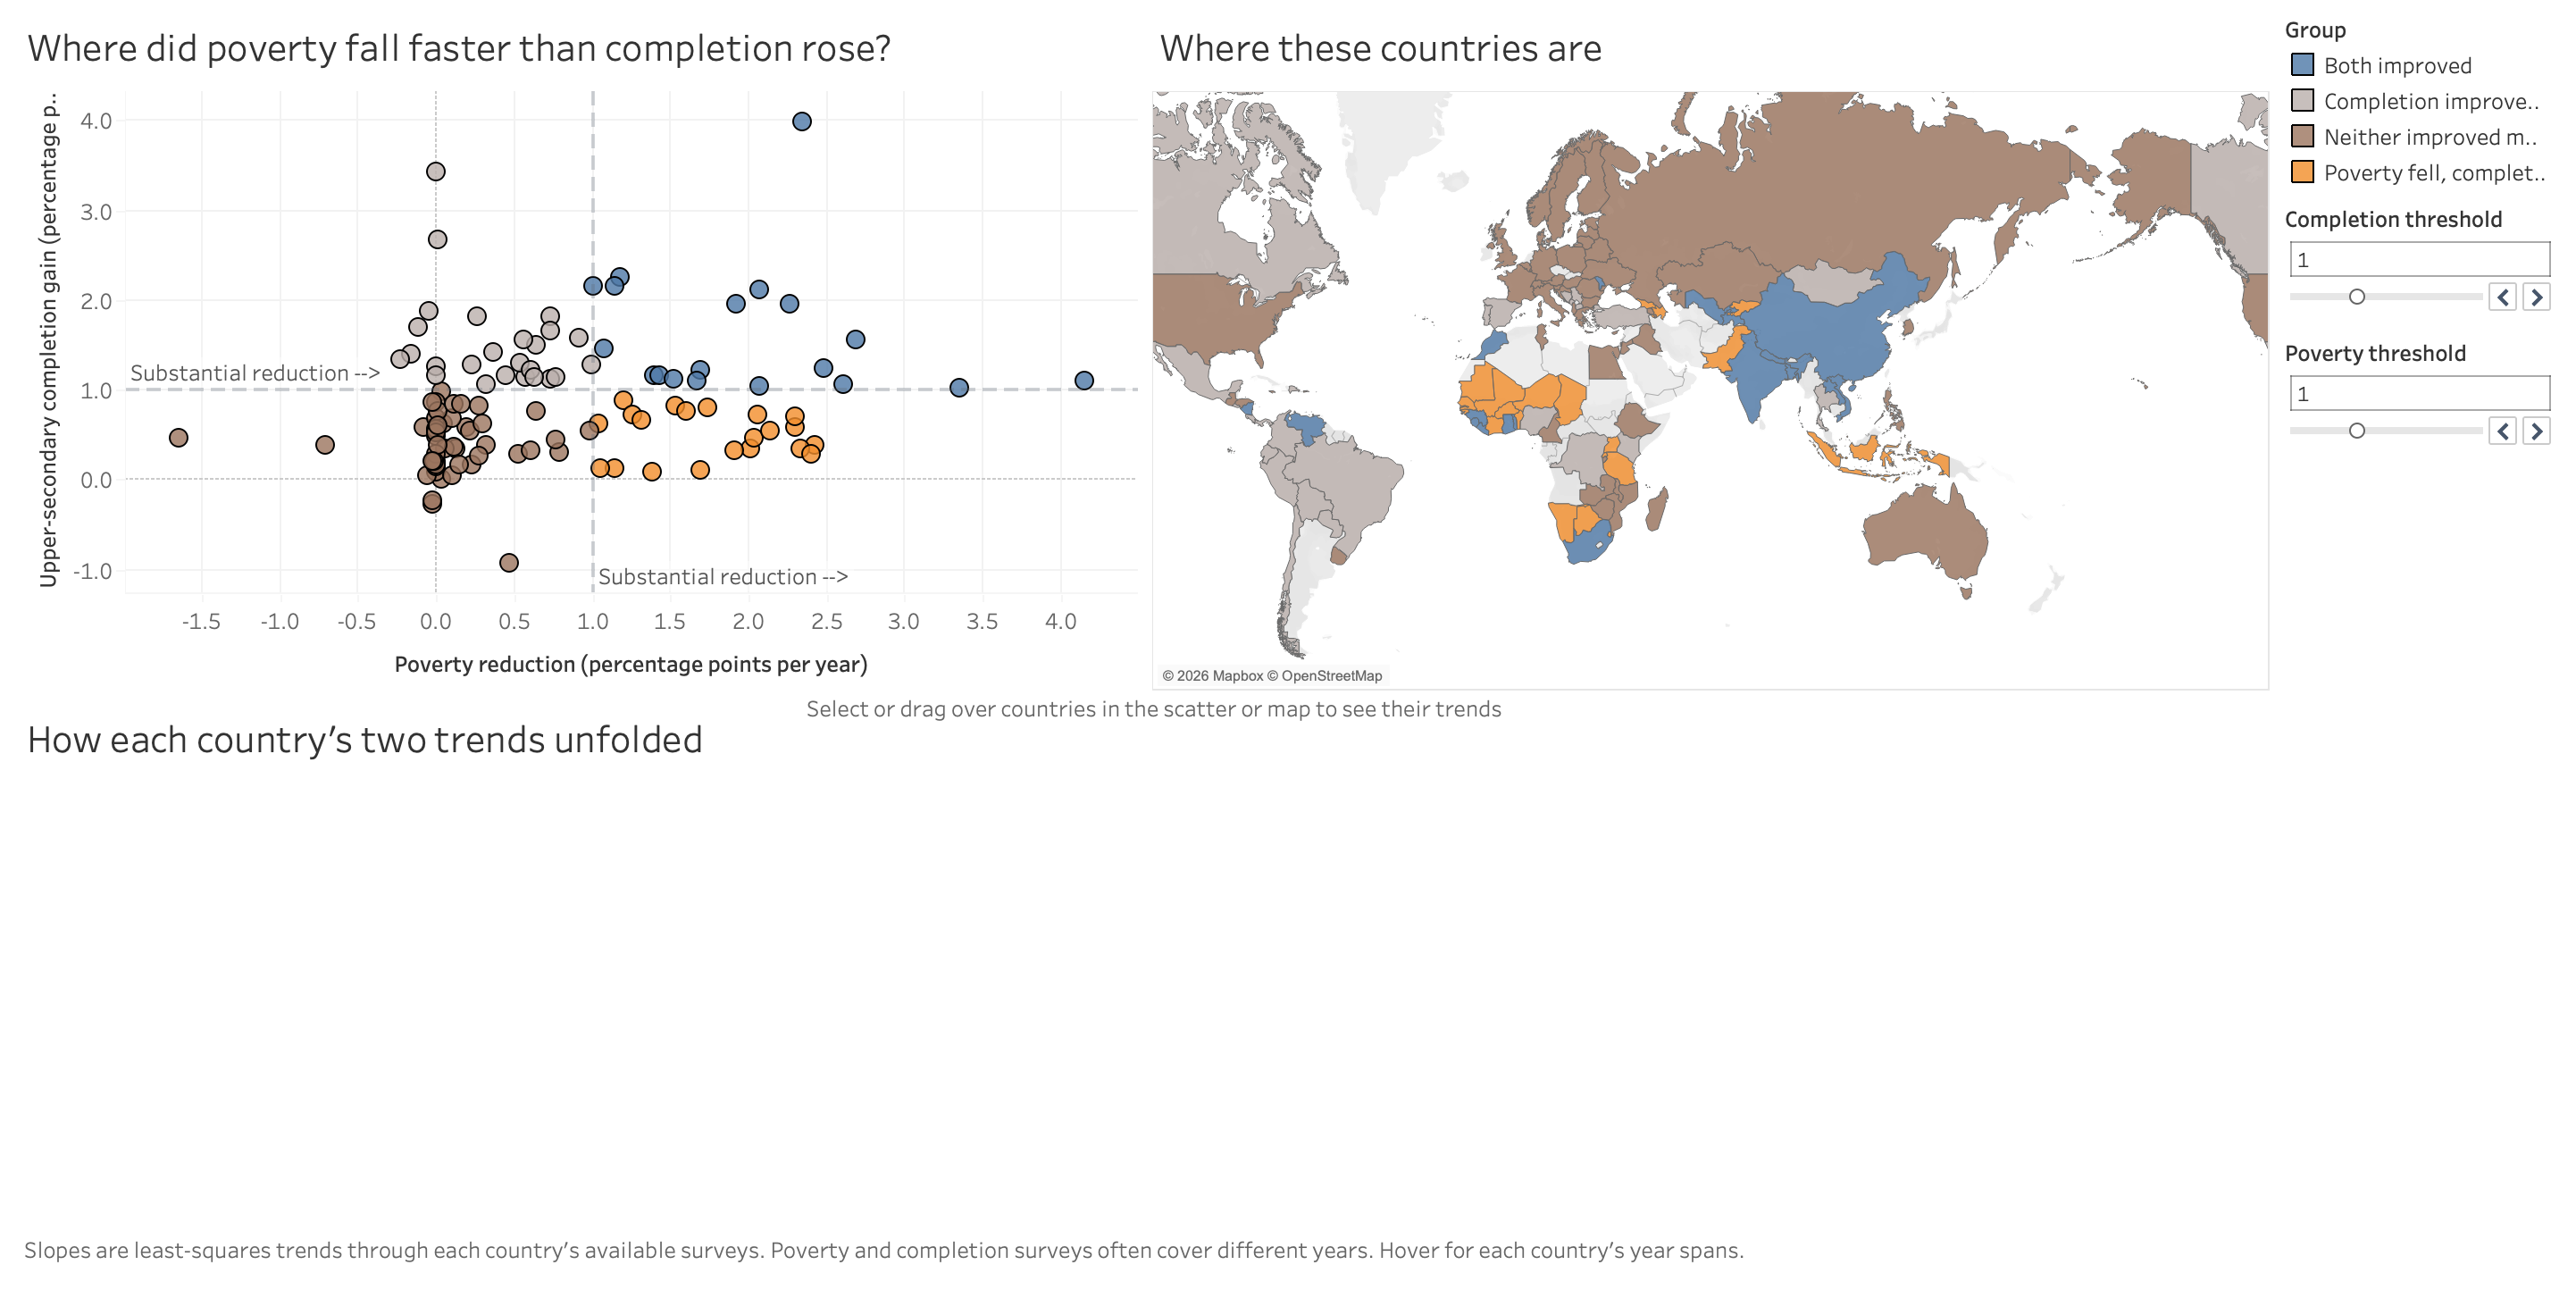 Where did poverty fall faster than completion rose?
Upper-secondary completion gain (percentage p..
4.0
3.0
2.0
1.0
0.0
-1.0
Substantial reduction -->
Substantial reduction -->
-1.5 -1.0 -0.5 0.0 0.5 1.0 1.5 2.0 2.5 3.0 3.5 4.0
Poverty reduction (percentage points per year)
Where these countries are
© 2026 Mapbox © OpenStreetMap
Group
Both improved
Completion improve..
Neither improved m..
Poverty fell, complet..
Completion threshold
1
Poverty threshold
1
Select or drag over countries in the scatter or map to see their trends
How each country's two trends unfolded
Slopes are least-squares trends through each country's available surveys. Poverty and completion surveys often cover different years. Hover for each country's year spans.